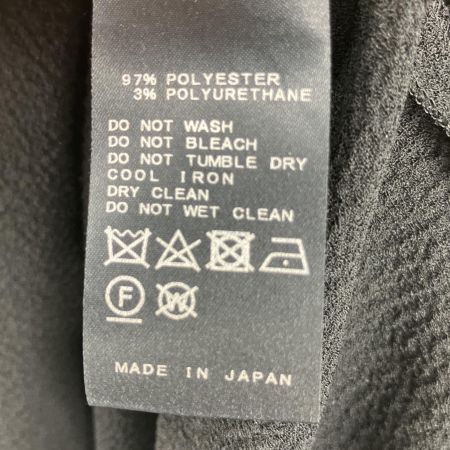 97% POLYESTER
3% POLYURETHANE
DO NOT WASH
DO NOT BLEACH
DO NOT TUMBLE DRY
COOL IRON
DRY CLEAN
DO NOT WET CLEAN
F W
MADE IN JAPAN